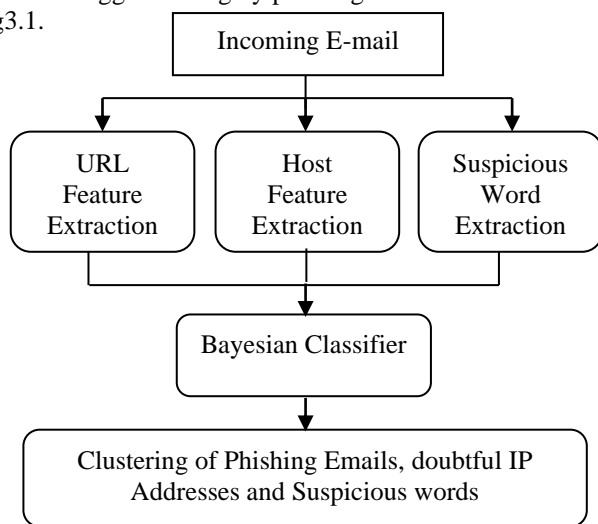 g3.1.
Incoming E-mail
URL
Feature
Extraction
Host
Feature
Extraction
Suspicious
Word
Extraction
Bayesian Classifier
Clustering of Phishing Emails, doubtful IP
Addresses and Suspicious words